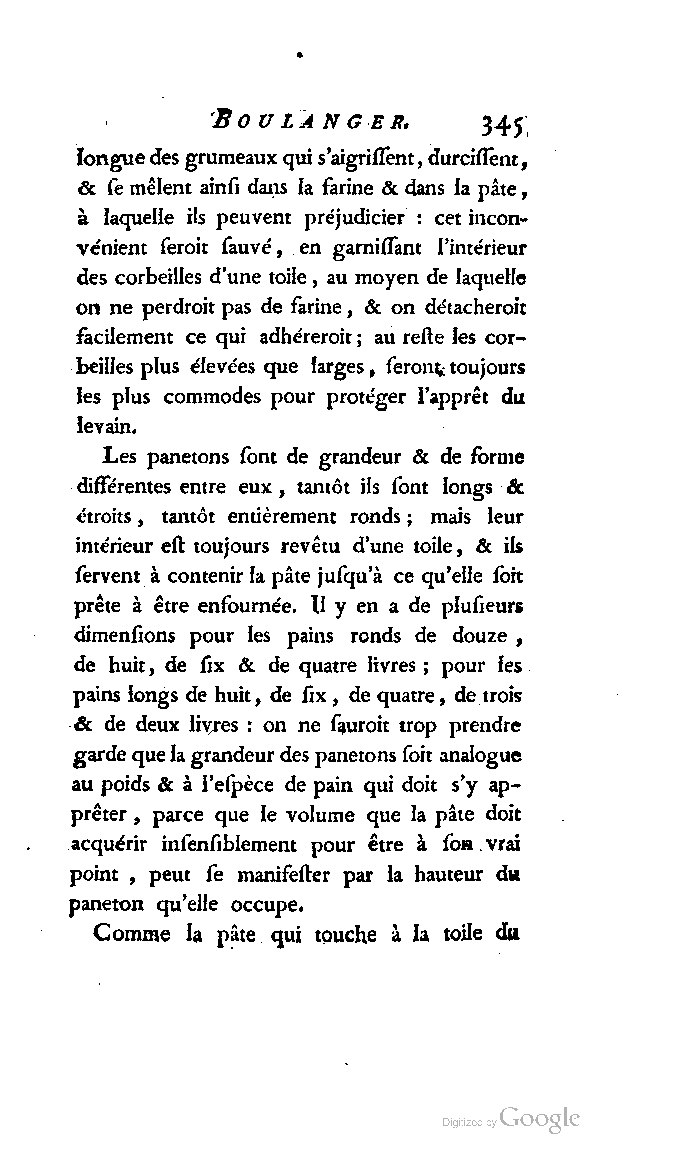 BOULANGER. 345
longue des grumeaux qui s'aigriſſent, durciſſent,
& ſe mêlent ainſi dans la farine & dans la pâte,
à laquelle ils peuvent préjudicier : cet incon-
vénient ſeroit ſauvé, en garniſſant l'intérieur
des corbeilles d'une toile, au moyen de laquelle
on ne perdroit pas de farine, & on détacheroit
facilement ce qui adhéreroit; au reſte les cor-
beilles plus élevées que larges, ſeront toujours
les plus commodes pour protéger l'apprêt du
levain.
Les panetons ſont de grandeur & de forme
différentes entre eux, tantôt ils ſont longs &
étroits, tantôt entièrement ronds; mais leur
intérieur eſt toujours revêtu d'une toile, & ils
ſervent à contenir la pâte juſqu'à ce qu'elle ſoit
prête à être enfournée. Il y en a de pluſieurs
dimenſions pour les pains ronds de douze,
de huit, de ſix & de quatre livres; pour les
pains longs de huit, de ſix, de quatre, de trois
& de deux livres : on ne ſauroit trop prendre
garde que la grandeur des panetons ſoit analogue
au poids & à l'eſpèce de pain qui doit s'y ap-
prêter, parce que le volume que la pâte doit
acquérir inſenſiblement pour être à ſon vrai
point, peut ſe manifeſter par la hauteur du
paneton qu'elle occupe.
Comme la pâte qui touche à la toile du
Digitized by Google